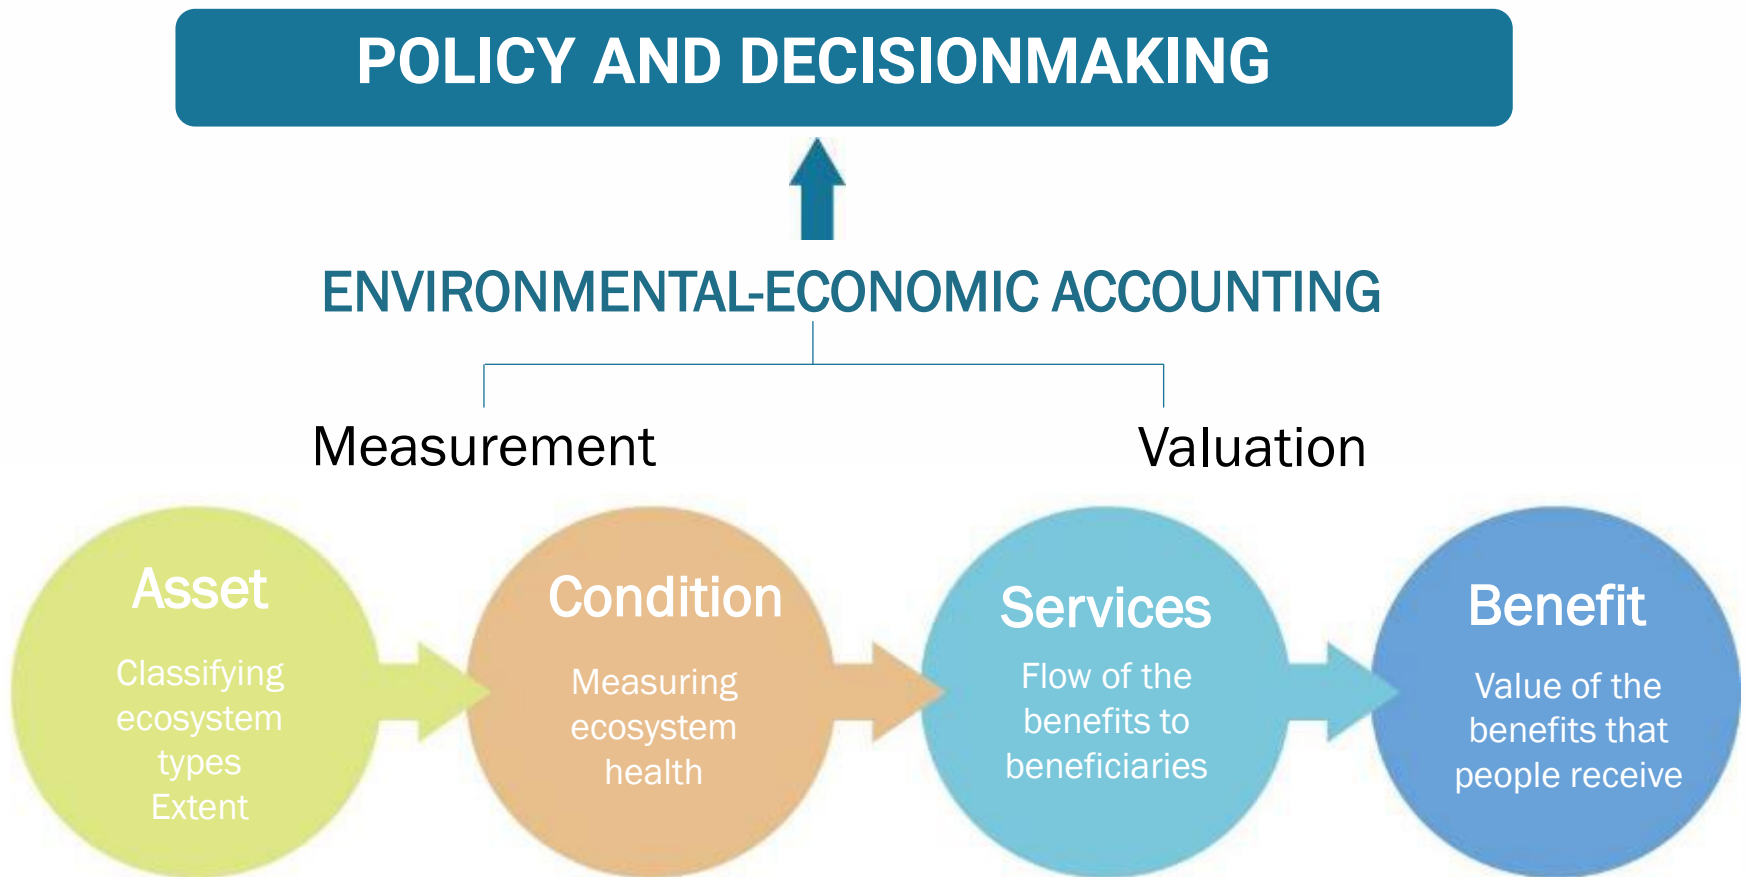 POLICY AND DECISIONMAKING
ENVIRONMENTAL-ECONOMIC ACCOUNTING
Measurement
Valuation
Asset
Classifying
ecosystem
types
Extent
Condition
Measuring
ecosystem
health
Services
Flow of the
benefits to
beneficiaries
Benefit
Value of the
benefits that
people receive